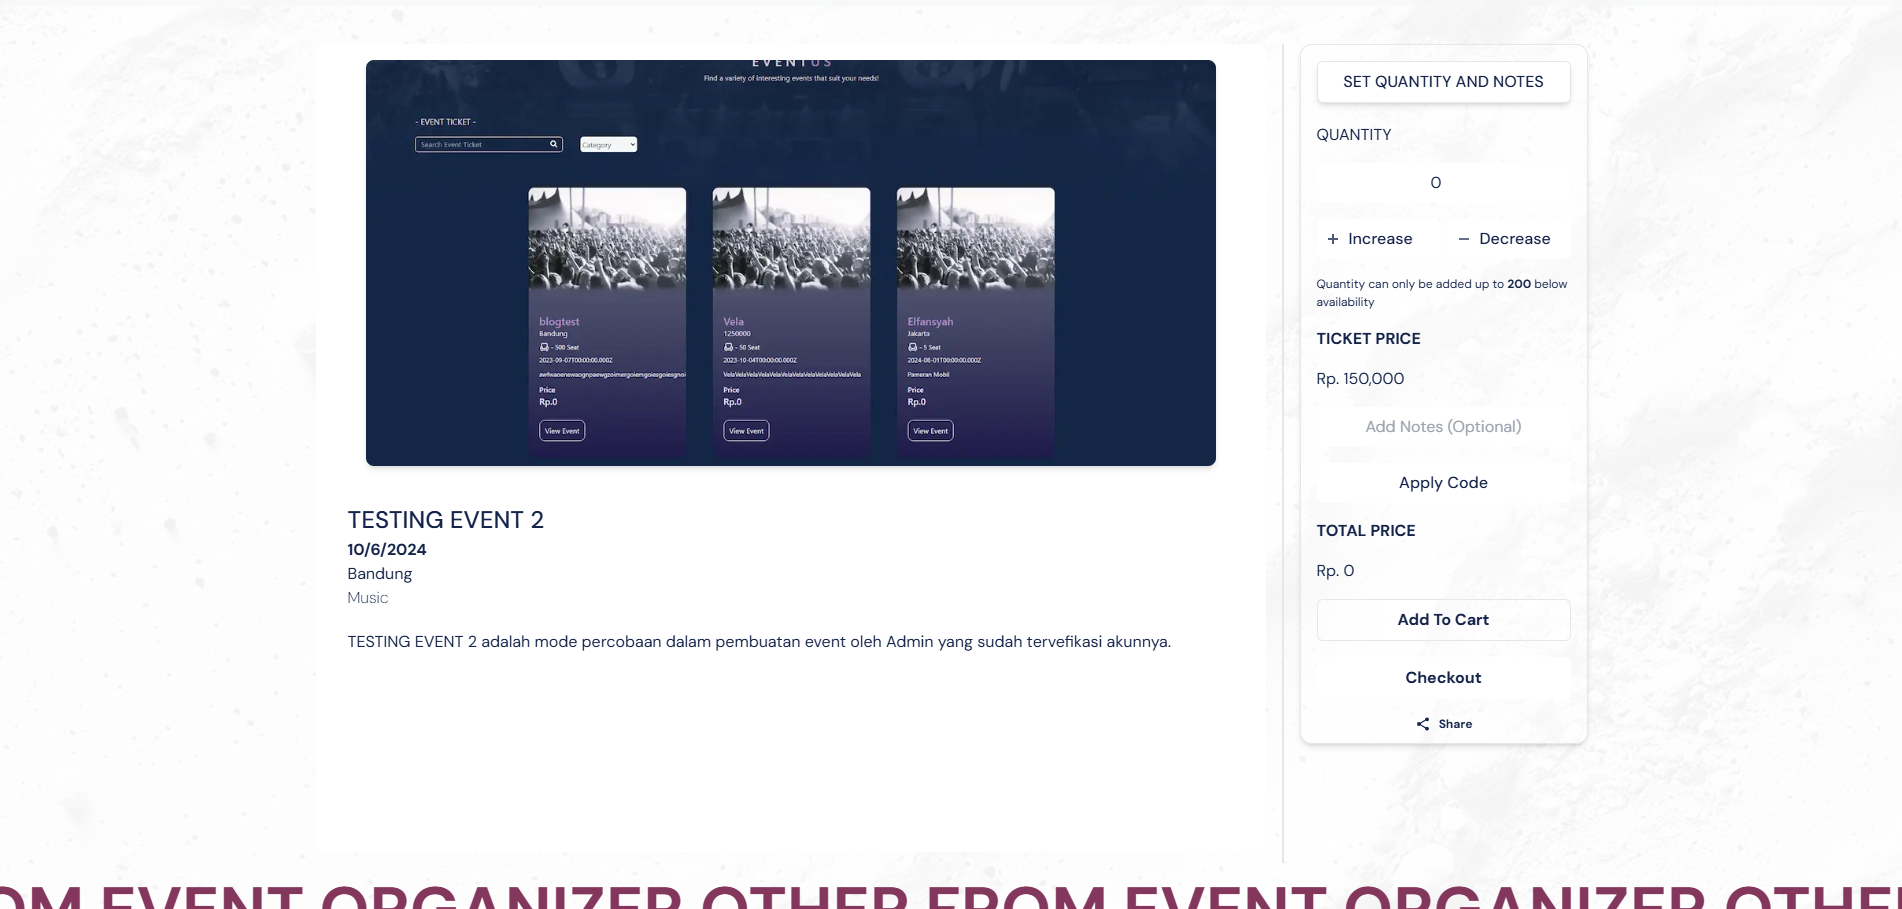 EVENTUS
Find a variety of interesting events that suit your needs!
- EVENT TICKET -
Search Event Ticket
Category
blogtest
Bandung
- 500 Seat
2023-09-07T00:00:00.000Z
Price
Rp.0
View Event
Vela
1250000
- 50 Seat
2023-10-04T00:00:00.000Z
VelaVelaVelaVelaVelaVelaVelaVelaVelaVelaVelaVela
Price
Rp.0
View Event
Elfansyah
Jakarta
- 5 Seat
2024-08-01T00:00:00.000Z
Pameran Mobil
Price
Rp.0
View Event
TESTING EVENT 2
10/6/2024
Bandung
Music
TESTING EVENT 2 adalah mode percobaan dalam pembuatan event oleh Admin yang sudah tervefikasi akunnya.
SET QUANTITY AND NOTES
QUANTITY
0
+ Increase
− Decrease
Quantity can only be added up to 200 below
availability
TICKET PRICE
Rp. 150,000
Add Notes (Optional)
Apply Code
TOTAL PRICE
Rp. 0
Add To Cart
Checkout
Share
OM EVENT ORGANIZER OTHER FROM EVENT ORGANIZER OTHE